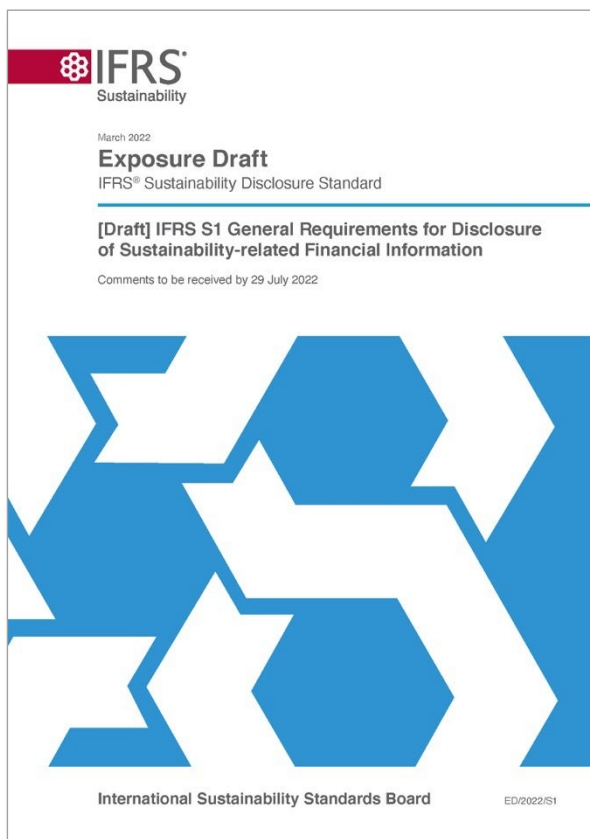 IFRS®
Sustainability
March 2022
Exposure Draft
IFRS® Sustainability Disclosure Standard
[Draft] IFRS S1 General Requirements for Disclosure
of Sustainability-related Financial Information
Comments to be received by 29 July 2022
International Sustainability Standards Board
ED/2022/S1